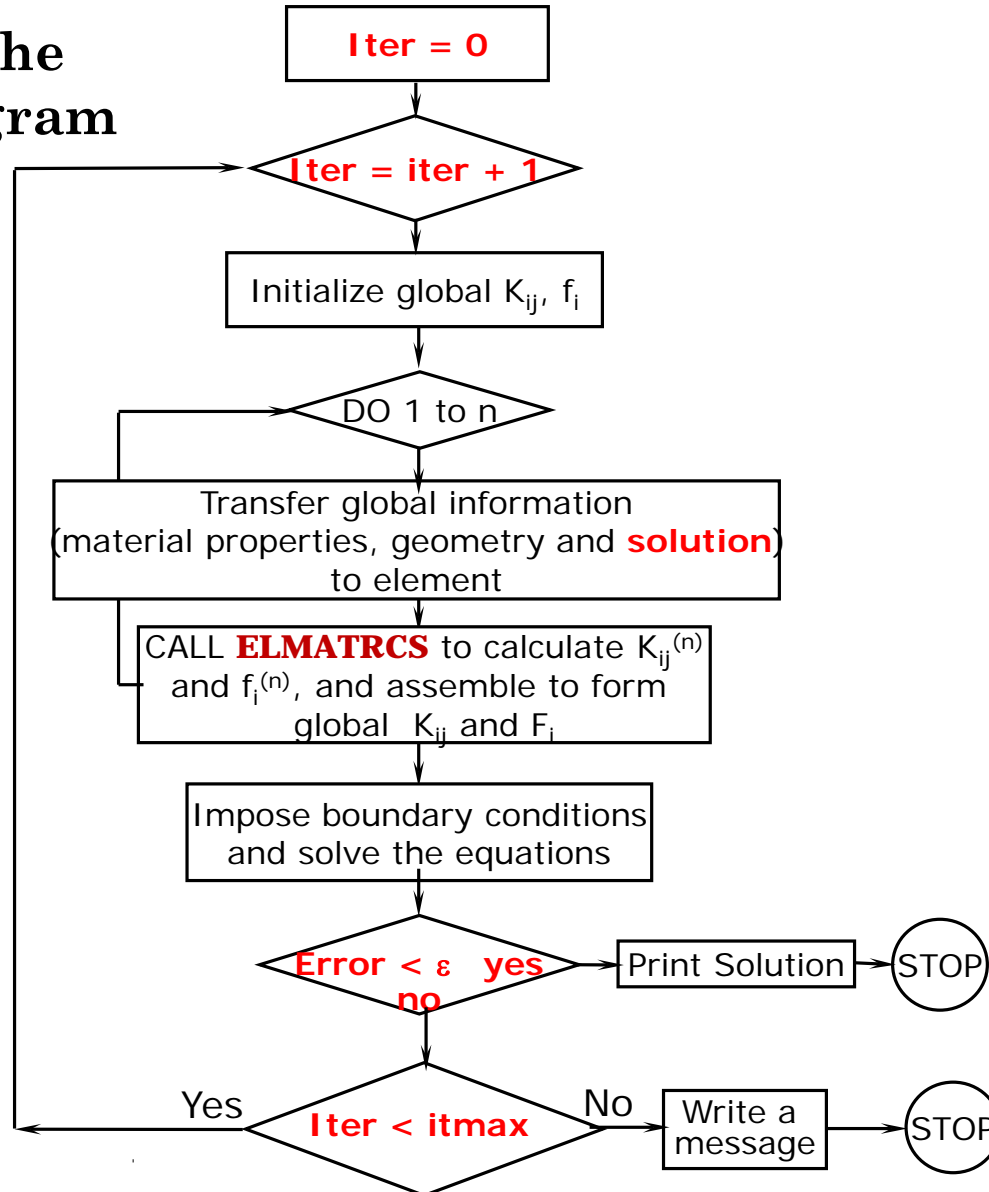 he
gram
Iter = 0
Iter = iter + 1
Initialize global Kij, fi
DO 1 to n
Transfer global information
(material properties, geometry and solution)
to element
CALL ELMATRCS to calculate Kij(n)
and fi(n), and assemble to form
global Kij and Fi
Impose boundary conditions
and solve the equations
Error < ε yes
no
Print Solution
STOP
Yes
Iter < itmax
No
Write a
message
STOP